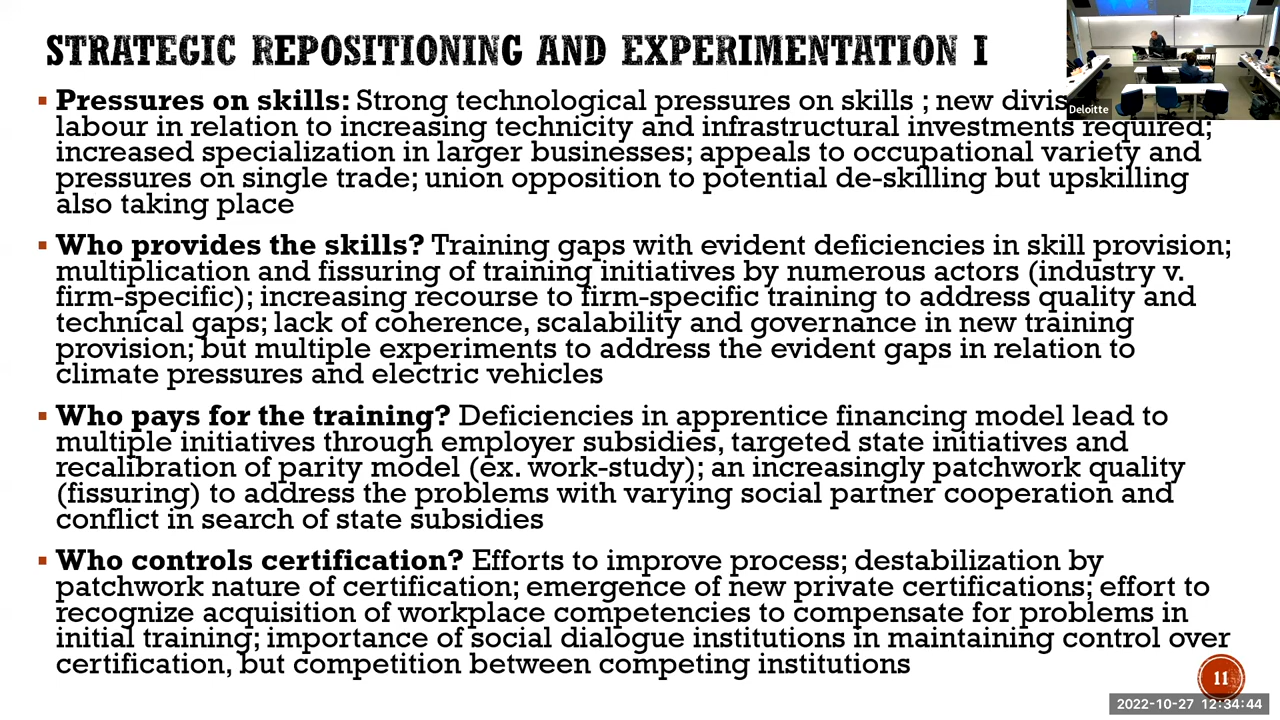 STRATEGIC REPOSITIONING AND EXPERIMENTATION I
Pressures on skills: Strong technological pressures on skills ; new divis
Deloitte
labour in relation to increasing technicity and infrastructural investments required;
increased specialization in larger businesses; appeals to occupational variety and
pressures on single trade; union opposition to potential de-skilling but upskilling
also taking place
Who provides the skills? Training gaps with evident deficiencies in skill provision;
multiplication and fissuring of training initiatives by numerous actors (industry v.
firm-specific); increasing recourse to firm-specific training to address quality and
technical gaps; lack of coherence, scalability and governance in new training
provision; but multiple experiments to address the evident gaps in relation to
climate pressures and electric vehicles
Who pays for the training? Deficiencies in apprentice financing model lead to
multiple initiatives through employer subsidies, targeted state initiatives and
recalibration of parity model (ex. work-study); an increasingly patchwork quality
(fissuring) to address the problems with varying social partner cooperation and
conflict in search of state subsidies
Who controls certification? Efforts to improve process; destabilization by
patchwork nature of certification; emergence of new private certifications; effort to
recognize acquisition of workplace competencies to compensate for problems in
initial training; importance of social dialogue institutions in maintaining control over
certification, but competition between competing institutions
11
2022-10-27 12:34:44